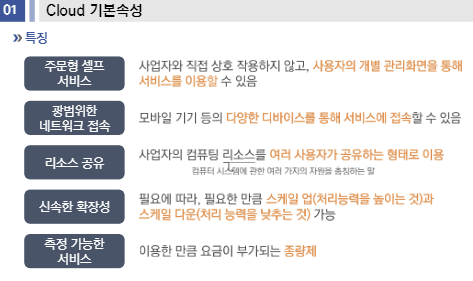 01 Cloud 기본속성
» 특징
주문형 셀프
서비스
사업자와 직접 상호 작용하지 않고, 사용자의 개별 관리화면을 통해
서비스를 이용할 수 있음
광범위한
네트워크 접속
모바일 기기 등의 다양한 디바이스를 통해 서비스에 접속할 수 있음
리소스 공유
사업자의 컴퓨팅 리소스를 여러 사용자가 공유하는 형태로 이용
컴퓨터 시스템에 관한 여러 가지의 자원을 총칭하는 말
신속한 확장성
필요에 따라, 필요한 만큼 스케일 업(처리능력을 높이는 것)과
스케일 다운(처리 능력을 낮추는 것) 가능
측정 가능한
서비스
이용한 만큼 요금이 부가되는 종량제